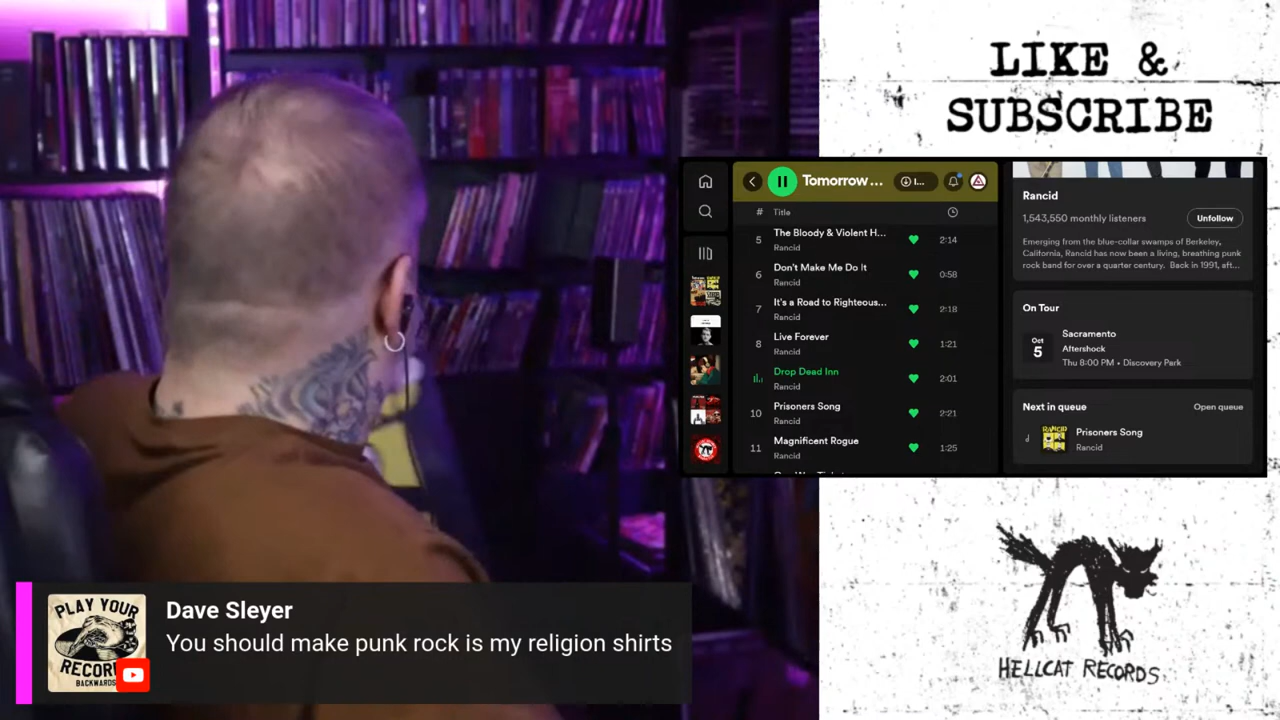 LIKE &
SUBSCRIBE
Tomorrow ...
I...
# Title
5 The Bloody & Violent H... 2:14
Rancid
6 Don't Make Me Do It 0:58
Rancid
7 It's a Road to Righteous... 2:18
Rancid
8 Live Forever 1:21
Rancid
Drop Dead Inn 2:01
Rancid
10 Prisoners Song 2:21
Rancid
11 Magnificent Rogue 1:25
Rancid
Rancid
1,543,550 monthly listeners Unfollow
Emerging from the blue-collar swamps of Berkeley,
California, Rancid has now been a living, breathing punk
rock band for over a quarter century. Back in 1991, aft...
On Tour
Oct
5
Sacramento
Aftershock
Thu 8:00 PM • Discovery Park
Next in queue Open queue
RANCID
Prisoners Song
Rancid
HELLCAT RECORDS
PLAY YOUR
RECOR
BACKWARDS
Dave Sleyer
You should make punk rock is my religion shirts